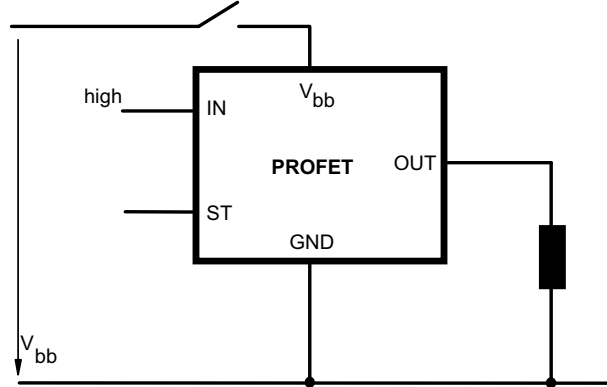 high
V bb
IN
PROFET
OUT
ST
GND
V bb